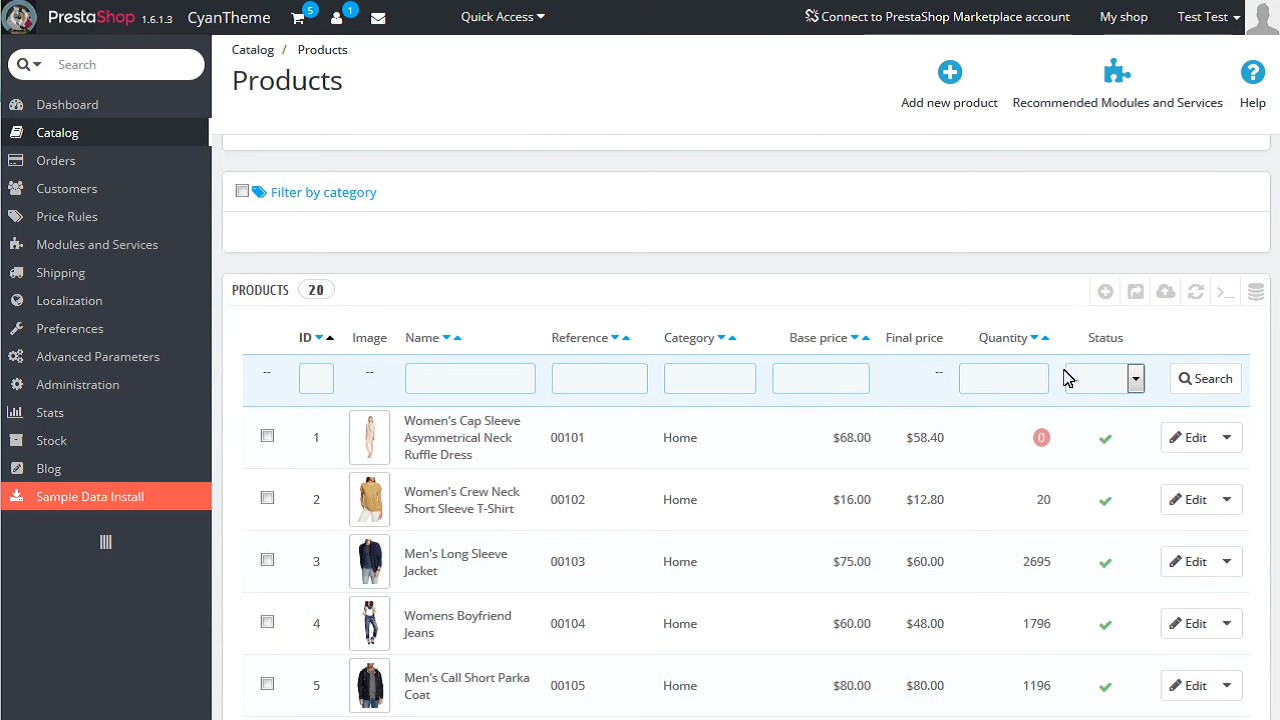 PrestaShop 1.6.1.3 CyanTheme 5 1 Quick Access Connect to PrestaShop Marketplace account My shop Test Test
Search
Dashboard
Catalog
Orders
Customers
Price Rules
Modules and Services
Shipping
Localization
Preferences
Advanced Parameters
Administration
Stats
Stock
Blog
Sample Data Install
Catalog / Products
Products
Add new product Recommended Modules and Services Help
Filter by category
PRODUCTS 20
ID Image Name Reference Category Base price Final price Quantity Status
-- -- -- Search
1 Women's Cap Sleeve
Asymmetrical Neck
Ruffle Dress 00101 Home $68.00 $58.40 0 Edit
2 Women's Crew Neck
Short Sleeve T-Shirt 00102 Home $16.00 $12.80 20 Edit
3 Men's Long Sleeve
Jacket 00103 Home $75.00 $60.00 2695 Edit
4 Womens Boyfriend
Jeans 00104 Home $60.00 $48.00 1796 Edit
5 Men's Call Short Parka
Coat 00105 Home $80.00 $80.00 1196 Edit